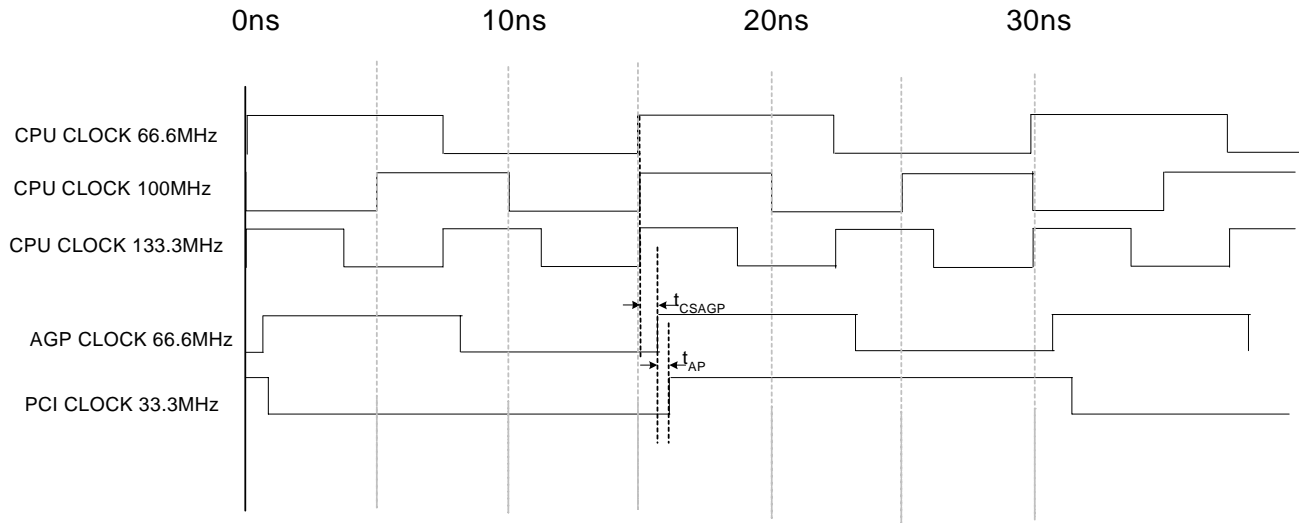 0ns 10ns 20ns 30ns
CPU CLOCK 66.6MHz
CPU CLOCK 100MHz
CPU CLOCK 133.3MHz
tCSAGP
AGP CLOCK 66.6MHz
tAP
PCI CLOCK 33.3MHz